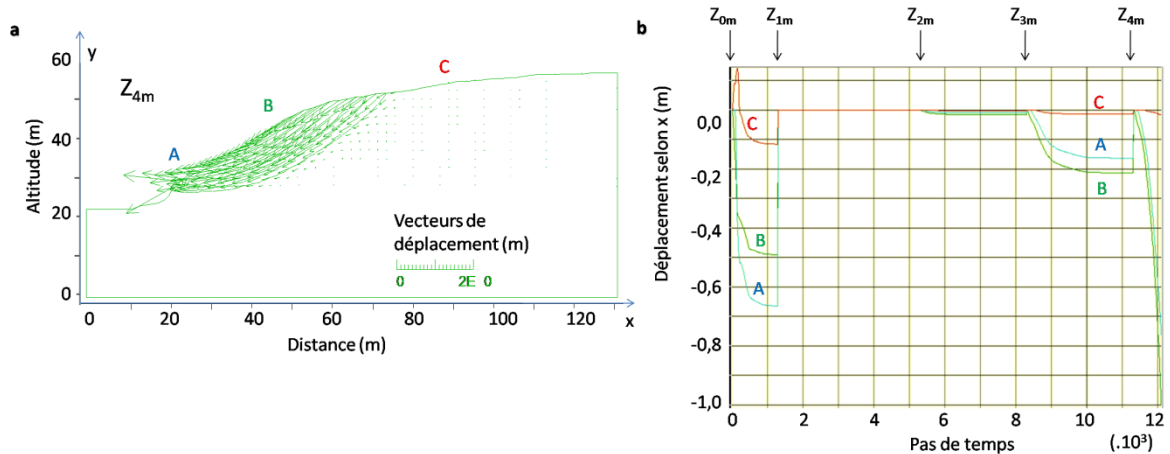 a
y
60
Z4m
C
B
40
A
Altitude (m)
20
Vecteurs de
déplacement (m)
0 2E 0
0
0 20 40 60 80 100 120
x
Distance (m)
Z0m Z1m Z2m Z3m Z4m
b
0,0
C
C
A
-0,2
B
Déplacement selon x (m)
-0,4
B
-0,6
A
-0,8
-1,0
0 2 4 6 8 10 12
Pas de temps
(.10³)